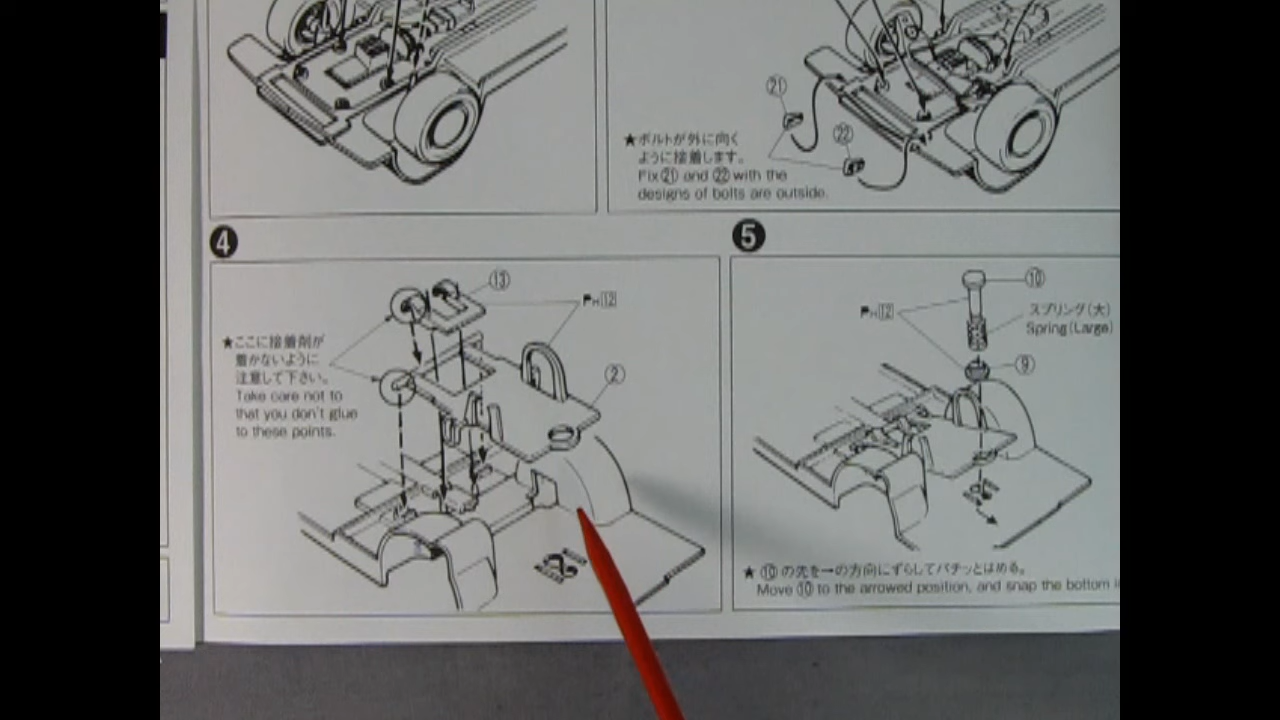 21
22
★ボルトが外に向く
ように接着します。
Fix㉑ and ㉒ with the
designs of bolts are outside.
4
13
PH12
★ここに接着剤が
着かないように
注意して下さい。
Take care not to
that you don't glue
to these points.
2
5
10
PH12
スプリング(大)
Spring(Large)
9
★ ⑩の先を→の方向にずらしてパチッとはめる。
Move ⑩ to the arrowed position, and snap the bottom